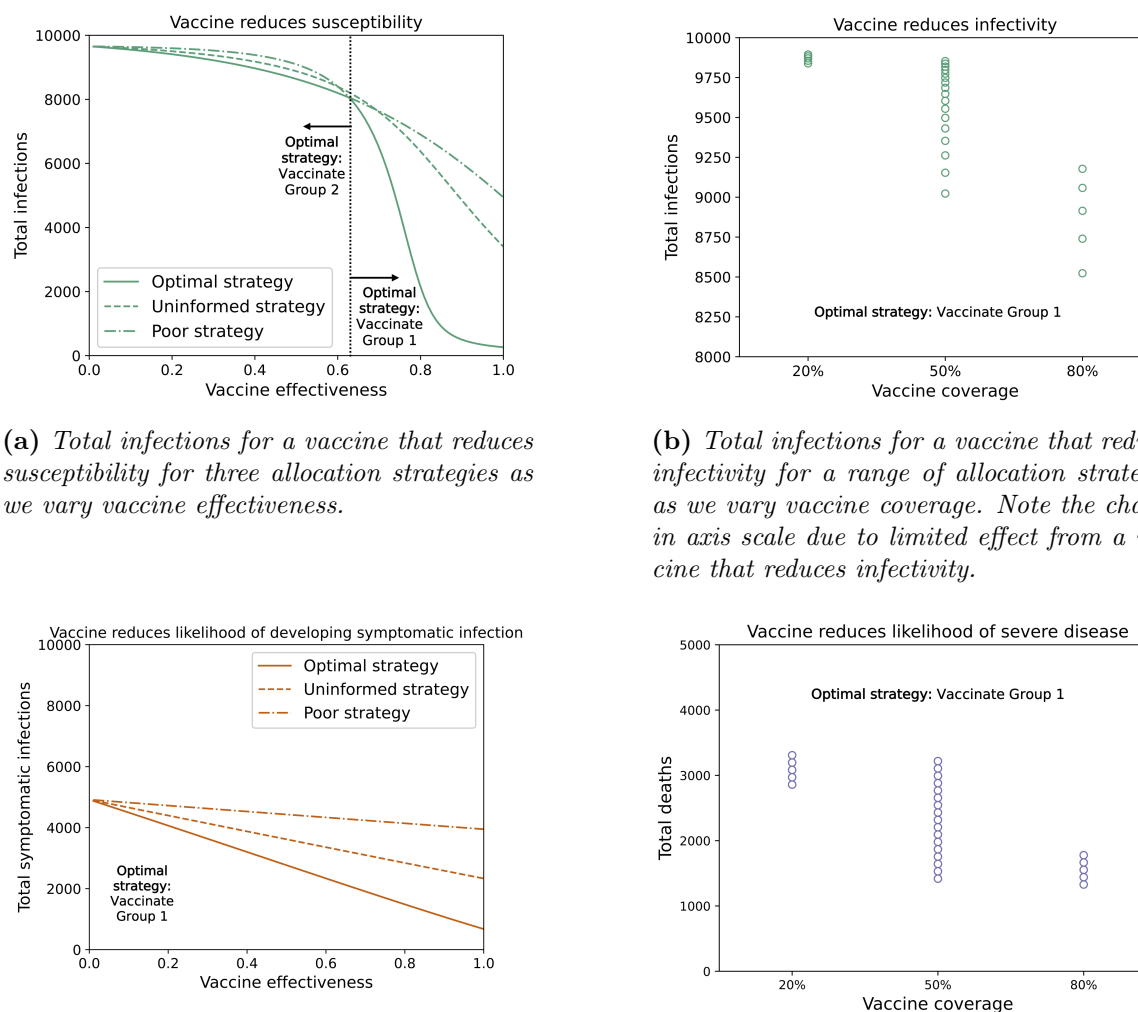 Vaccine reduces susceptibility
10000
8000
6000
4000
2000
0
Total infections
Optimal
strategy:
Vaccinate
Group 2
Optimal
strategy:
Vaccinate
Group 1
Optimal strategy
Uninformed strategy
Poor strategy
0.0 0.2 0.4 0.6 0.8 1.0
Vaccine effectiveness
(a) Total infections for a vaccine that reduces
susceptibility for three allocation strategies as
we vary vaccine effectiveness.
Vaccine reduces infectivity
10000
9750
9500
9250
9000
8750
8500
8250
8000
Total infections
Optimal strategy: Vaccinate Group 1
20% 50% 80%
Vaccine coverage
(b) Total infections for a vaccine that red
infectivity for a range of allocation strate
as we vary vaccine coverage. Note the cha
in axis scale due to limited effect from a
cine that reduces infectivity.
Vaccine reduces likelihood of developing symptomatic infection
10000
8000
6000
4000
2000
0
Total symptomatic infections
Optimal strategy
Uninformed strategy
Poor strategy
Optimal
strategy:
Vaccinate
Group 1
0.0 0.2 0.4 0.6 0.8 1.0
Vaccine effectiveness
Vaccine reduces likelihood of severe disease
5000
4000
3000
2000
1000
0
Total deaths
Optimal strategy: Vaccinate Group 1
20% 50% 80%
Vaccine coverage